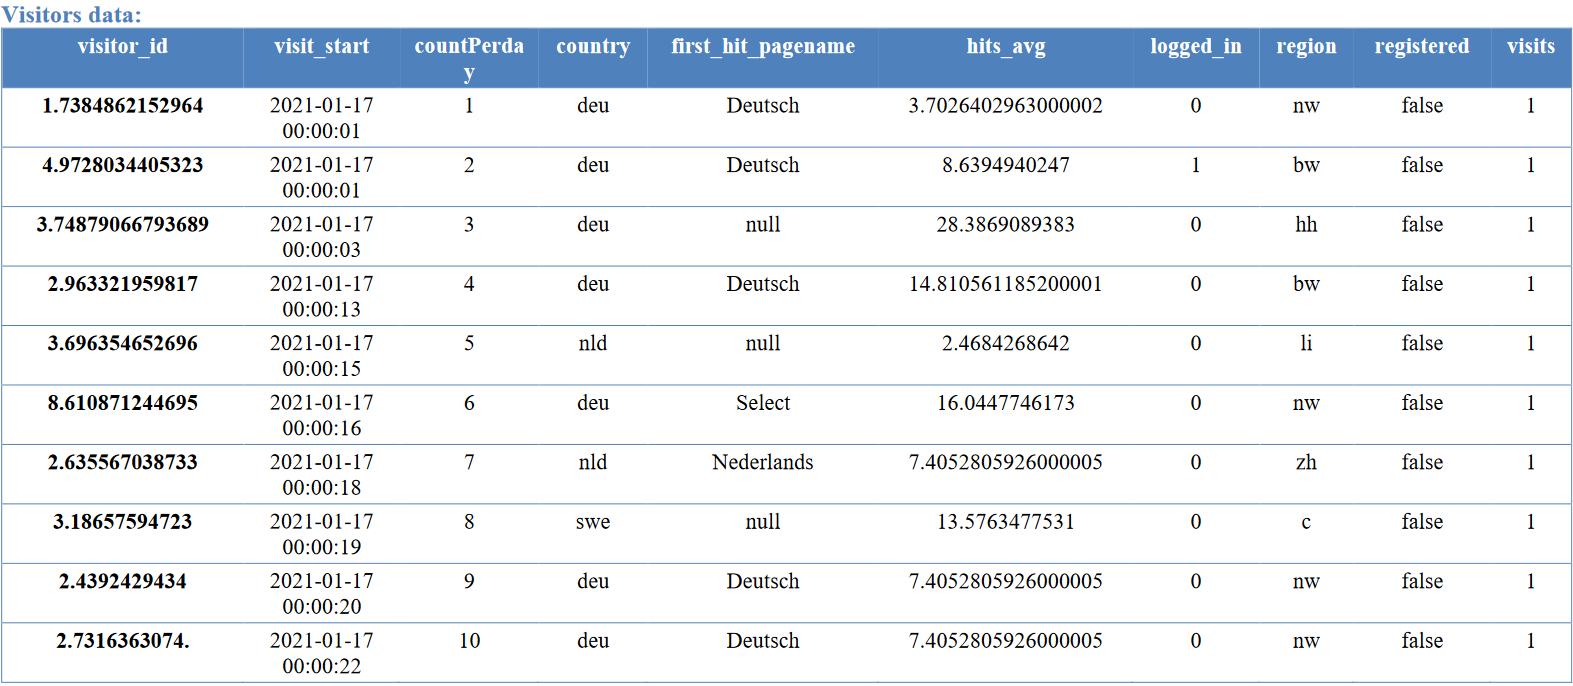 Visitors data:
visitor_id visit_start countPerda country first_hit_pagename hits_avg logged_in region registered visits
y
1.7384862152964 2021-01-17 1 deu Deutsch 3.7026402963000002 0 nw false 1
00:00:01
4.9728034405323 2021-01-17 2 deu Deutsch 8.6394940247 1 bw false 1
00:00:01
3.74879066793689 2021-01-17 3 deu null 28.3869089383 0 hh false 1
00:00:03
2.963321959817 2021-01-17 4 deu Deutsch 14.810561185200001 0 bw false 1
00:00:13
3.696354652696 2021-01-17 5 nld null 2.4684268642 0 li false 1
00:00:15
8.610871244695 2021-01-17 6 deu Select 16.0447746173 0 nw false 1
00:00:16
2.635567038733 2021-01-17 7 nld Nederlands 7.4052805926000005 0 zh false 1
00:00:18
3.18657594723 2021-01-17 8 swe null 13.5763477531 0 c false 1
00:00:19
2.4392429434 2021-01-17 9 deu Deutsch 7.4052805926000005 0 nw false 1
00:00:20
2.7316363074. 2021-01-17 10 deu Deutsch 7.4052805926000005 0 nw false 1
00:00:22